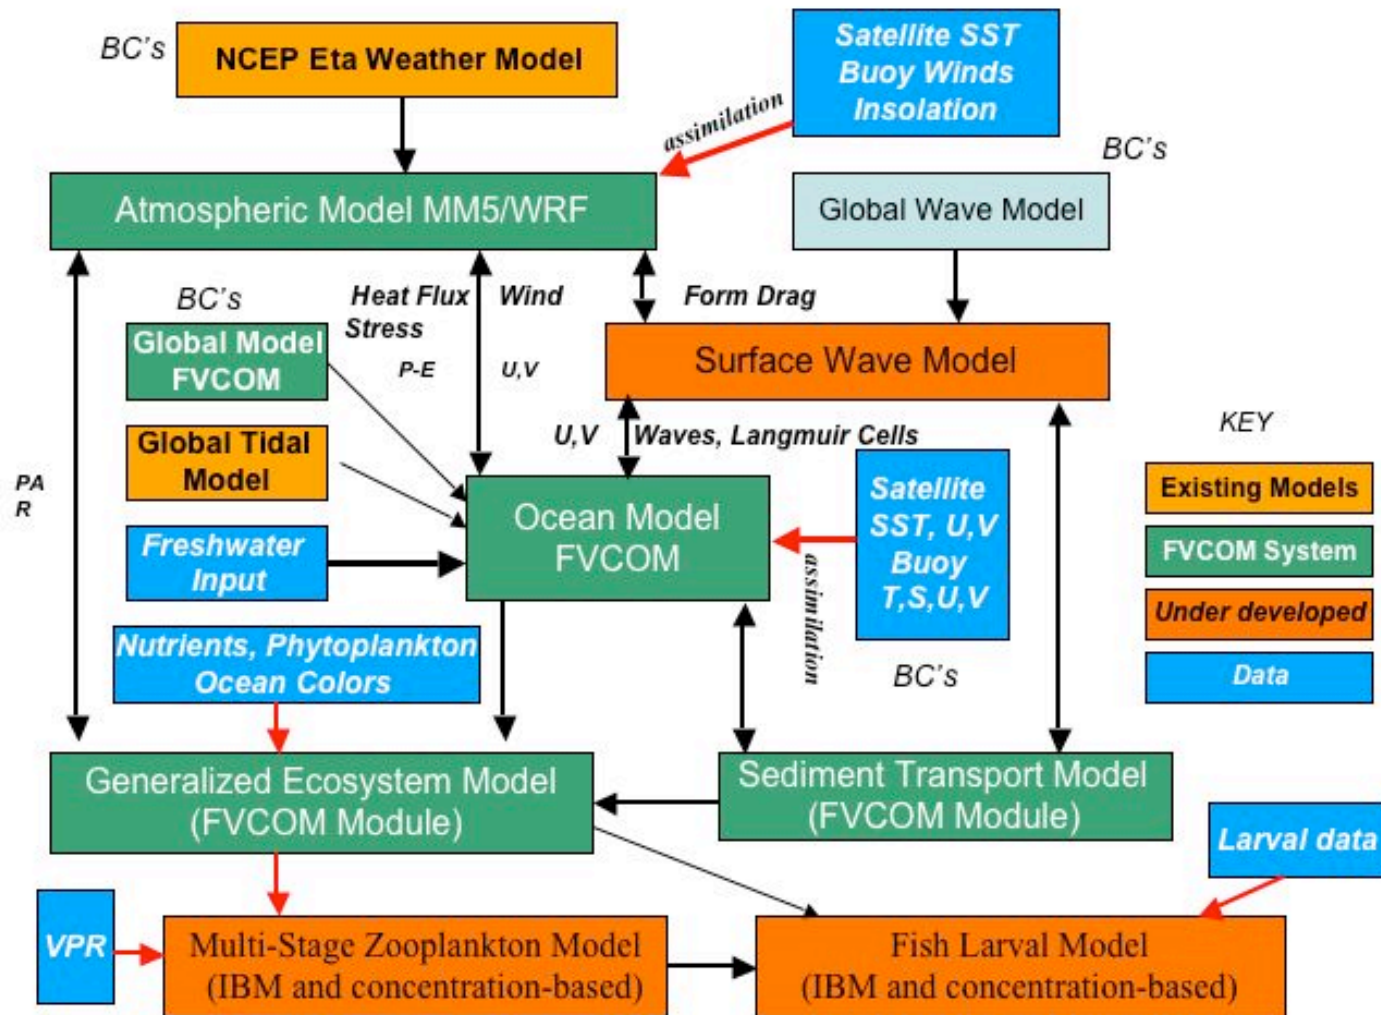 BC's
NCEP Eta Weather Model
Satellite SST
Buoy Winds
Insolation
assimilation
BC's
Atmospheric Model MM5/WRF
Global Wave Model
BC's
Heat Flux
Wind
Stress
Form Drag
Global Model
FVCOM
P-E
U,V
Surface Wave Model
Global Tidal
Model
U,V
Waves, Langmuir Cells
KEY
PA
R
Satellite
SST, U,V
Buoy
T,S,U,V
Existing Models
Ocean Model
FVCOM
FVCOM System
Freshwater
Input
assimilation
Under developed
Nutrients, Phytoplankton
Ocean Colors
BC's
Data
Generalized Ecosystem Model
(FVCOM Module)
Sediment Transport Model
(FVCOM Module)
Larval data
VPR
Multi-Stage Zooplankton Model
(IBM and concentration-based)
Fish Larval Model
(IBM and concentration-based)